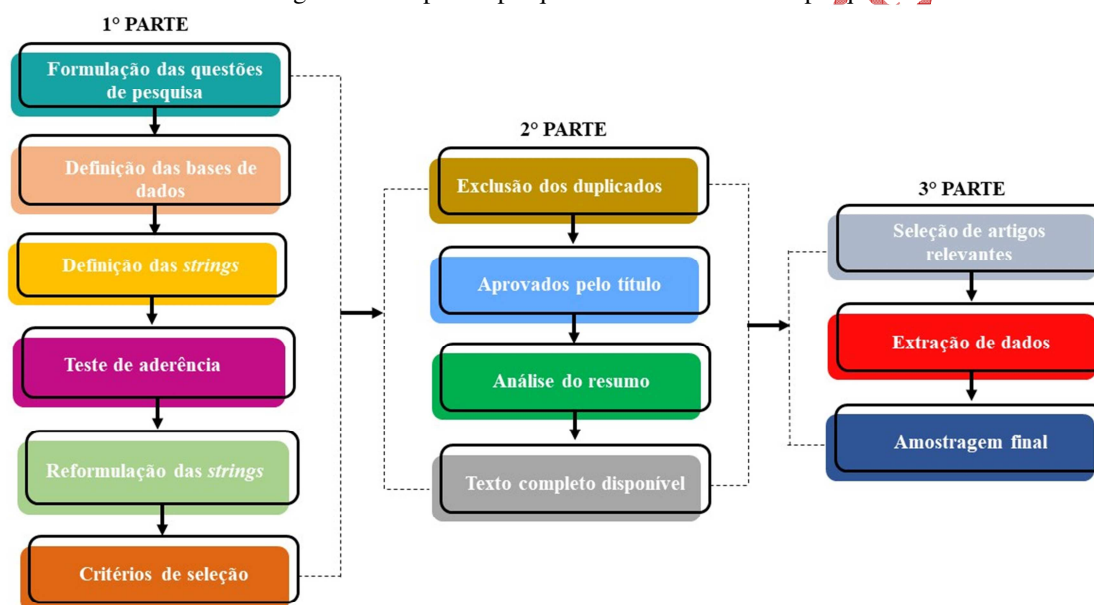 1° PARTE
Formulação das questões
de pesquisa
Definição das bases de
dados
Definição das strings
Teste de aderência
Reformulação das strings
Critérios de seleção
2° PARTE
Exclusão dos duplicados
Aprovados pelo título
Análise do resumo
Texto completo disponível
3° PARTE
Seleção de artigos
relevantes
Extração de dados
Amostragem final